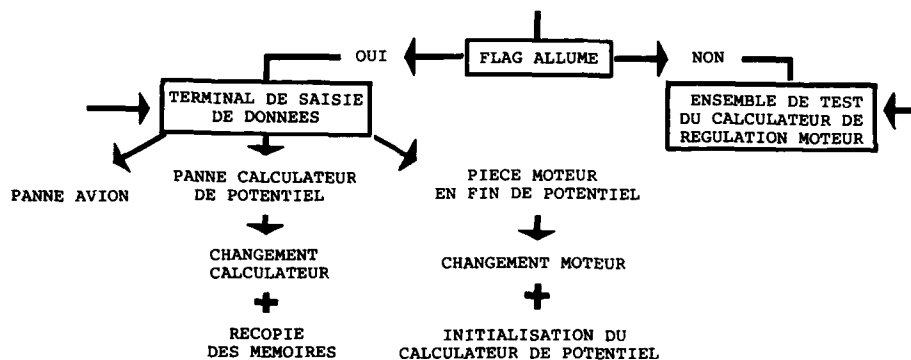 OUI
FLAG ALLUME
NON
TERMINAL DE SAISIE
DE DONNEES
ENSEMBLE DE TEST
DU CALCULATEUR DE
REGULATION MOTEUR
PANNE AVION
PANNE CALCULATEUR
DE POTENTIEL
PIECE MOTEUR
EN FIN DE POTENTIEL
CHANGEMENT
CALCULATEUR
CHANGEMENT MOTEUR
+
+
RECOPIE
DES MEMOIRES
INITIALISATION DU
CALCULATEUR DE POTENTIEL